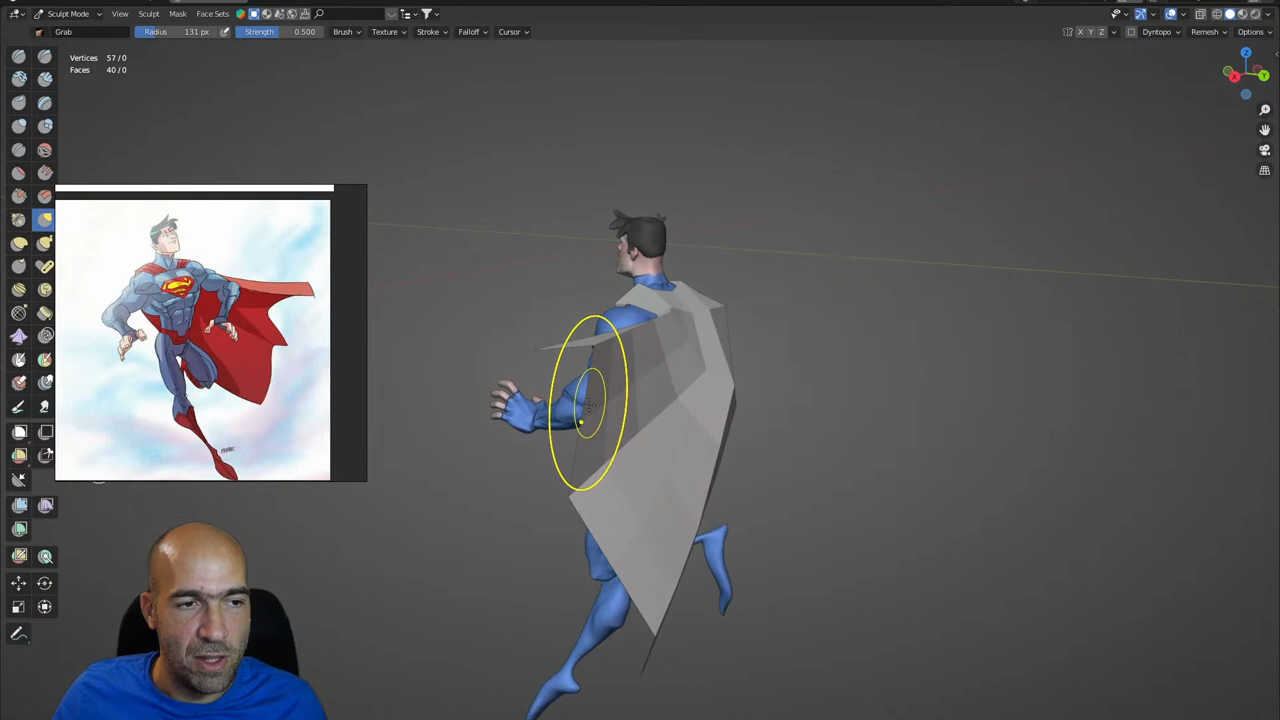 Sculpt Mode View Sculpt Mask Face Sets
Grab Radius 131 px Strength 0.500 Brush Texture Stroke Falloff Cursor X Y Z Dyntopo Remesh Options
Vertices 57/0
Faces 40/0
Z
X
Y
S